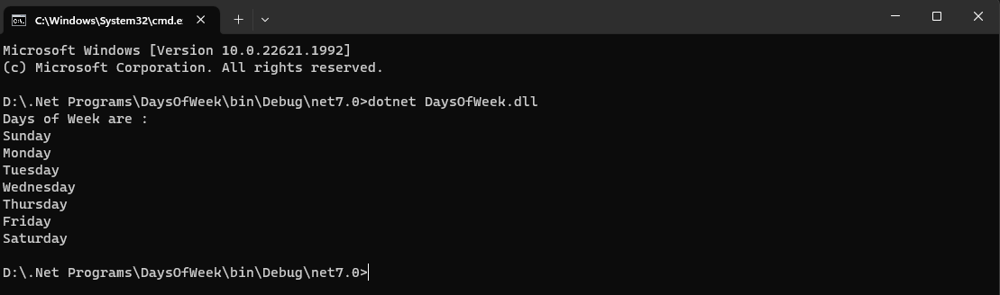 C:\Windows\System32\cmd.e:
Microsoft Windows [Version 10.0.22621.1992]
(c) Microsoft Corporation. All rights reserved.
D:\.Net Programs\DaysOfWeek\bin\Debug\net7.0>dotnet DaysOfWeek.dll
Days of Week are :
Sunday
Monday
Tuesday
Wednesday
Thursday
Friday
Saturday
D:\.Net Programs\DaysOfWeek\bin\Debug\net7.0>